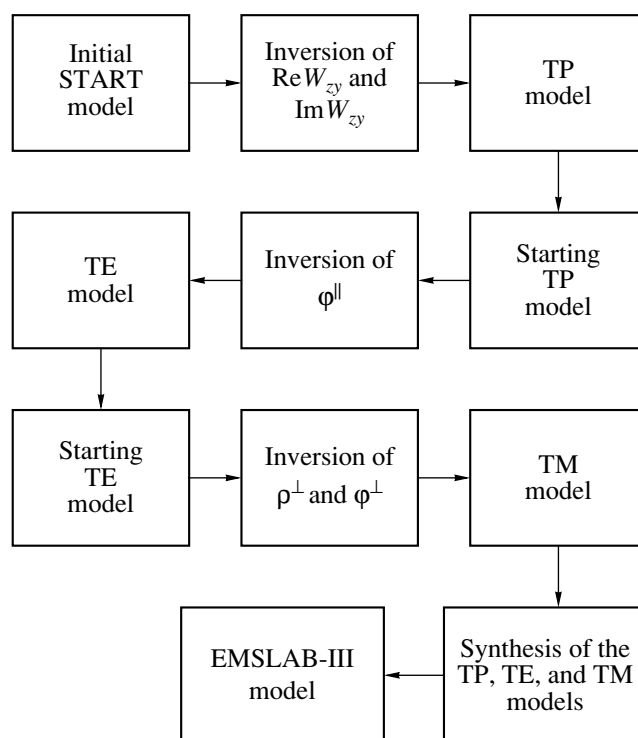 Initial
START
model
Inversion of
ReW_zy and
ImW_zy
TP
model
Starting
TP
model
Inversion of
φ^||
TE
model
Starting
TE
model
Inversion of
ρ^⊥ and φ^⊥
TM
model
Synthesis of the
TP, TE, and TM
models
EMSLAB-III
model